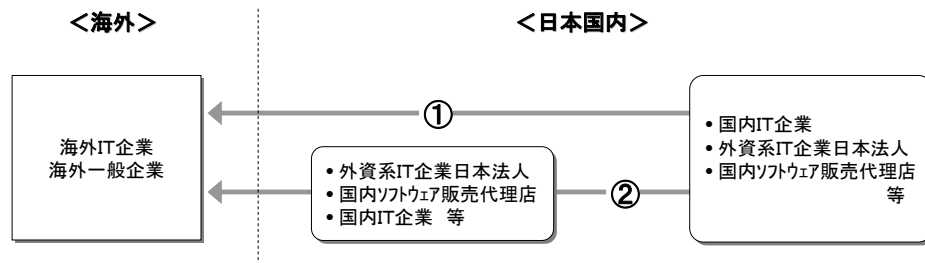 <海外>
<日本国内>
①
海外IT企業
海外一般企業
• 国内IT企業
• 外資系IT企業日本法人
• 国内ｿﾌﾄｳｪｱ販売代理店
等
• 外資系IT企業日本法人
• 国内ｿﾌﾄｳｪｱ販売代理店
• 国内IT企業 等
②